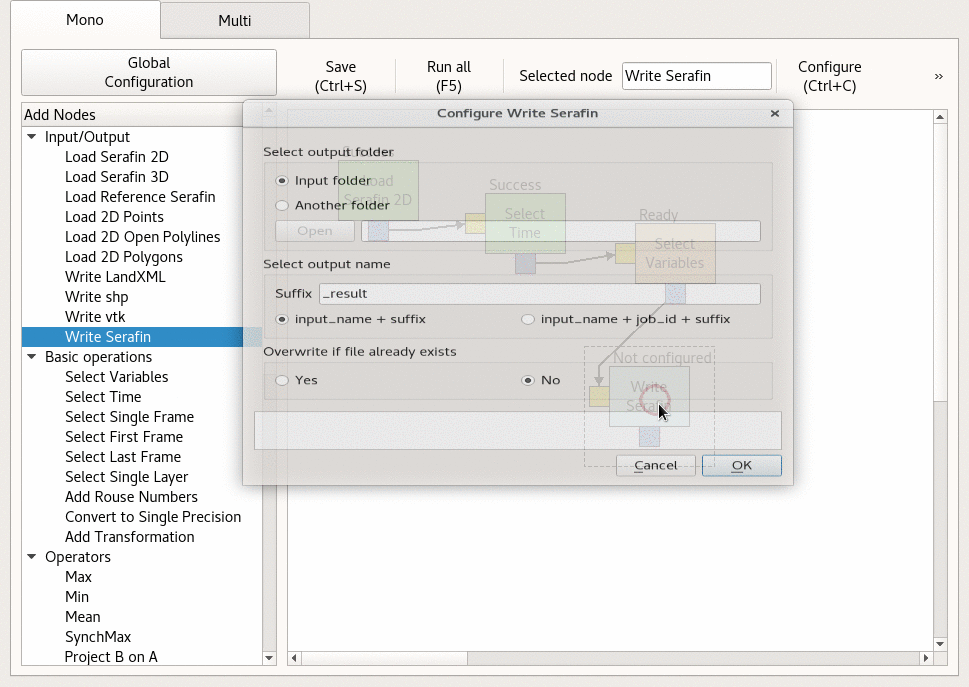 Mono
Multi
Global
Configuration
Save
(Ctrl+S)
Run all
(F5)
Selected node
Write Serafin
Configure
(Ctrl+C)
»
Add Nodes
Input/Output
Load Serafin 2D
Load Serafin 3D
Load Reference Serafin
Load 2D Points
Load 2D Open Polylines
Load 2D Polygons
Write LandXML
Write shp
Write vtk
Write Serafin
Basic operations
Select Variables
Select Time
Select Single Frame
Select First Frame
Select Last Frame
Select Single Layer
Add Rouse Numbers
Convert to Single Precision
Add Transformation
Operators
Max
Min
Mean
SynchMax
Project B on A
Configure Write Serafin
Select output folder
Input folder
Another folder
Open
Select output name
Suffix
_result
input_name + suffix
input_name + job_id + suffix
Overwrite if file already exists
Yes
No
Cancel
OK
Load
Serafin 2D
Success
Select
Time
Ready
Select
Variables
Not configured
Write
Serafin